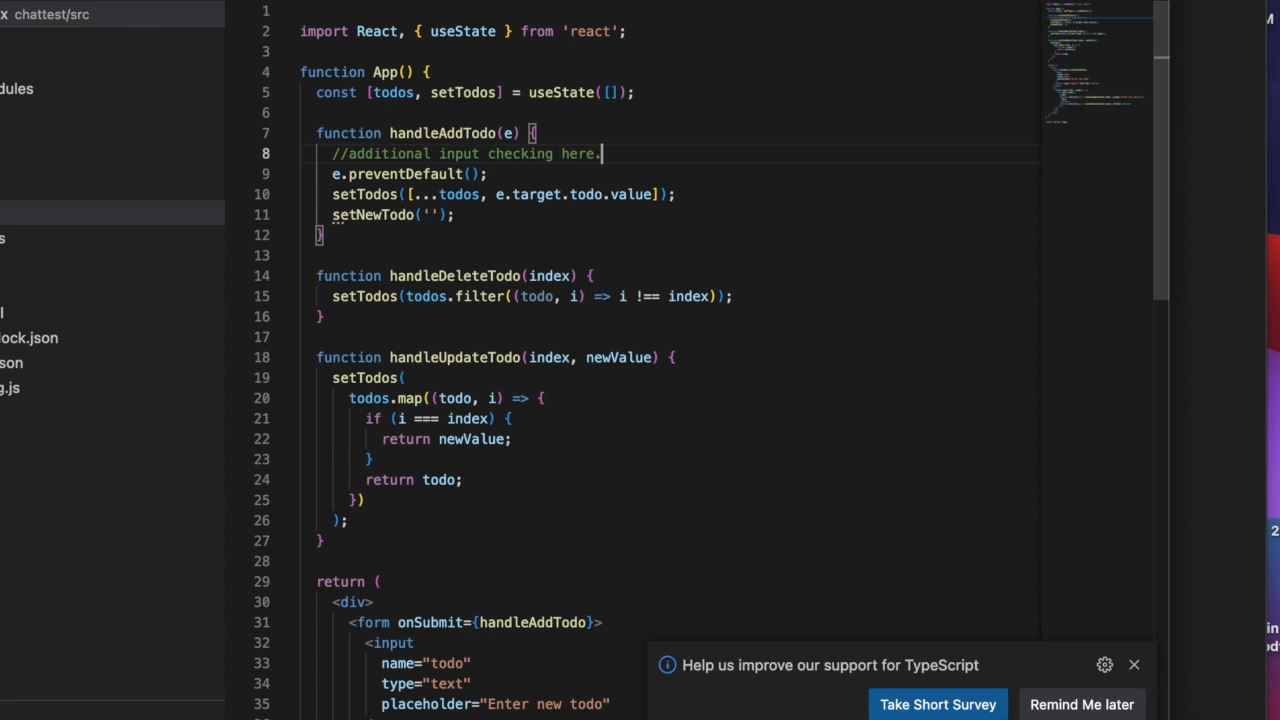 x chattest/src
dules
s
l
lock.json
son
g.js
1
2 import React, { useState } from 'react';
3
4 function App() {
5 const [todos, setTodos] = useState([]);
6
7 function handleAddTodo(e) {
8 //additional input checking here.
9 e.preventDefault();
10 setTodos([...todos, e.target.todo.value]);
11 setNewTodo('');
12 }
13
14 function handleDeleteTodo(index) {
15 setTodos(todos.filter((todo, i) => i !== index));
16 }
17
18 function handleUpdateTodo(index, newValue) {
19 setTodos(
20 todos.map((todo, i) => {
21 if (i === index) {
22 return newValue;
23 }
24 return todo;
25 })
26 );
27 }
28
29 return (
30 <div>
31 <form onSubmit={handleAddTodo}>
32 <input
33 name="todo"
34 type="text"
35 placeholder="Enter new todo"
Help us improve our support for TypeScript
Take Short Survey
Remind Me later
M
2
in